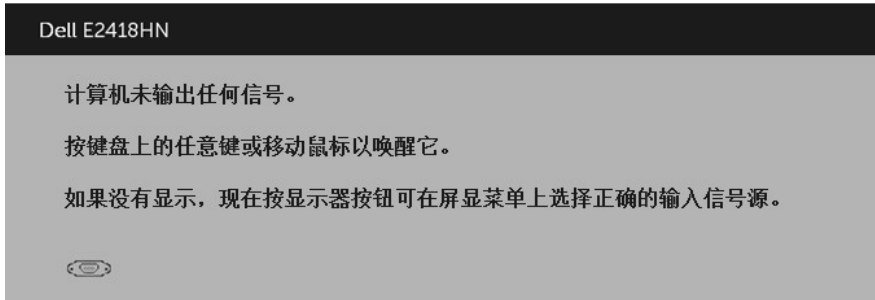 Dell E2418HN
计算机未输出任何信号。
按键盘上的任意键或移动鼠标以唤醒它。
如果没有显示，现在按显示器按钮可在屏显菜单上选择正确的输入信号源。